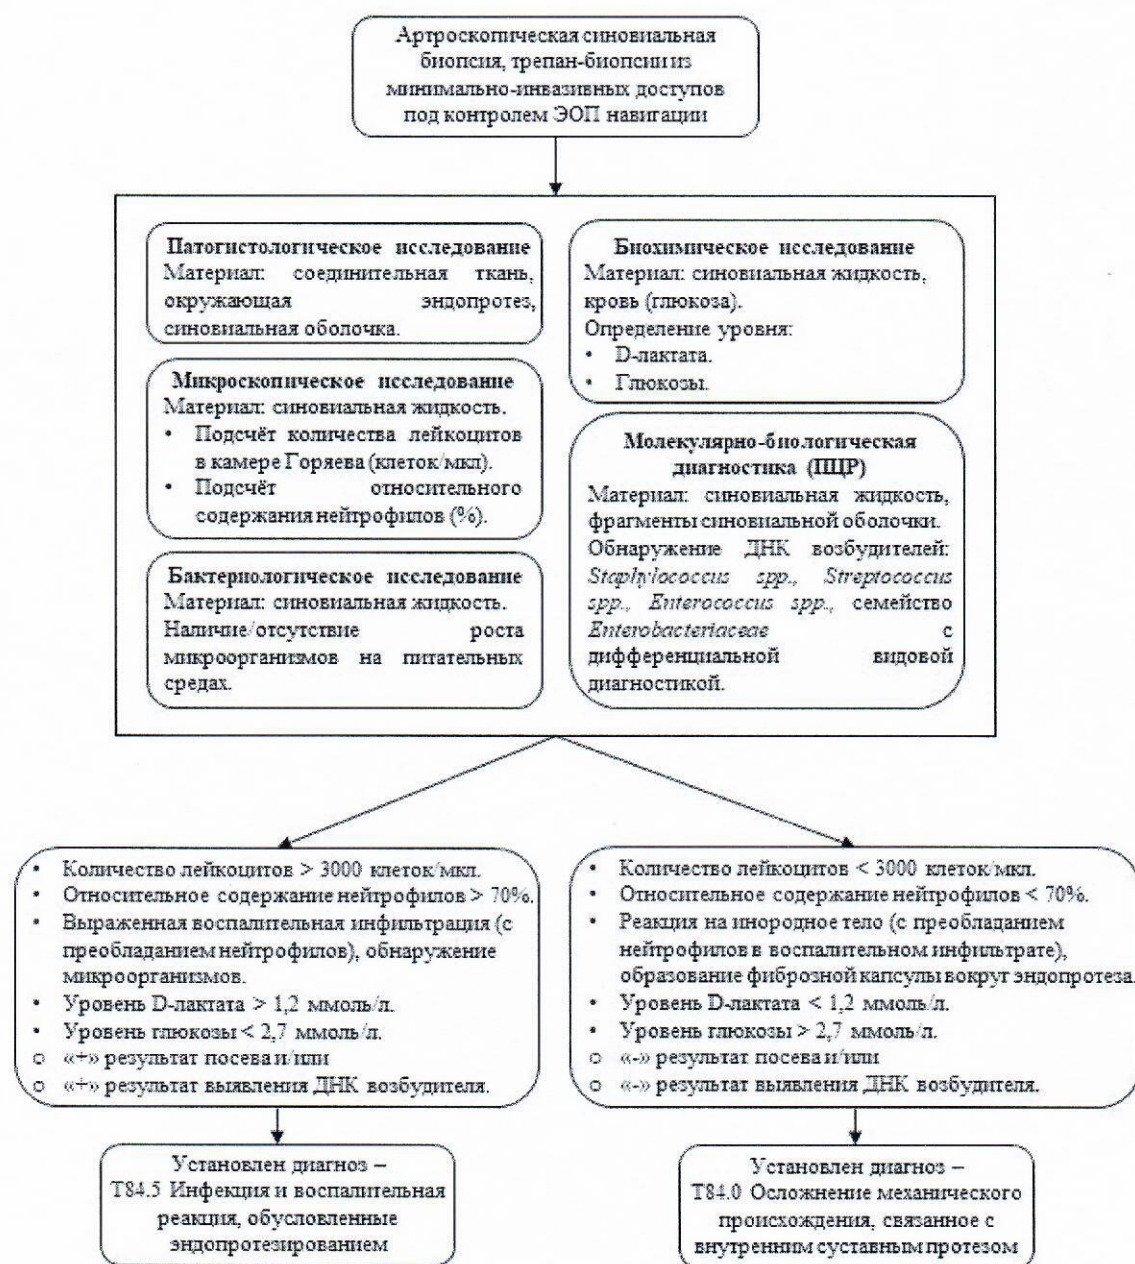 Артроскопическая синовиальная
биопсия, трепан-биопсии из
минимально-инвазивных доступов
под контролем ЭОП навигации
Патогистологическое исследование
Материал: соединительная ткань,
окружающая эндопротез,
синовиальная оболочка.
Микроскопическое исследование
Материал: синовиальная жидкость.
• Подсчёт количества лейкоцитов
в камере Горяева (клеток/мкл).
• Подсчёт относительного
содержания нейтрофилов (%).
Бактериологическое исследование
Материал: синовиальная жидкость.
Наличие/отсутствие роста
микроорганизмов на питательных
средах.
Биохимическое исследование
Материал: синовиальная жидкость,
кровь (глюкоза).
Определение уровня:
• D-лактата.
• Глюкозы.
Молекулярно-биологическая
диагностика (ПЦР)
Материал: синовиальная жидкость,
фрагменты синовиальной оболочки.
Обнаружение ДНК возбудителей:
Staphylococcus spp., Streptococcus
spp., Enterococcus spp., семейство
Enterobacteriaceae с
дифференциальной видовой
диагностикой.
• Количество лейкоцитов > 3000 клеток/мкл.
• Относительное содержание нейтрофилов > 70%.
• Выраженная воспалительная инфильтрация (с
преобладанием нейтрофилов), обнаружение
микроорганизмов.
• Уровень D-лактата > 1,2 ммоль/л.
• Уровень глюкозы < 2,7 ммоль/л.
○ «+» результат посева и/или
○ «+» результат выявления ДНК возбудителя.
• Количество лейкоцитов < 3000 клеток/мкл.
• Относительное содержание нейтрофилов < 70%.
• Реакция на инородное тело (с преобладанием
нейтрофилов в воспалительном инфильтрате),
образование фиброзной капсулы вокруг эндопротеза.
• Уровень D-лактата < 1,2 ммоль/л.
• Уровень глюкозы > 2,7 ммоль/л.
○ «-» результат посева и/или
○ «-» результат выявления ДНК возбудителя.
Установлен диагноз –
T84.5 Инфекция и воспалительная
реакция, обусловленные
эндопротезированием
Установлен диагноз –
T84.0 Осложнение механического
происхождения, связанное с
внутренним суставным протезом